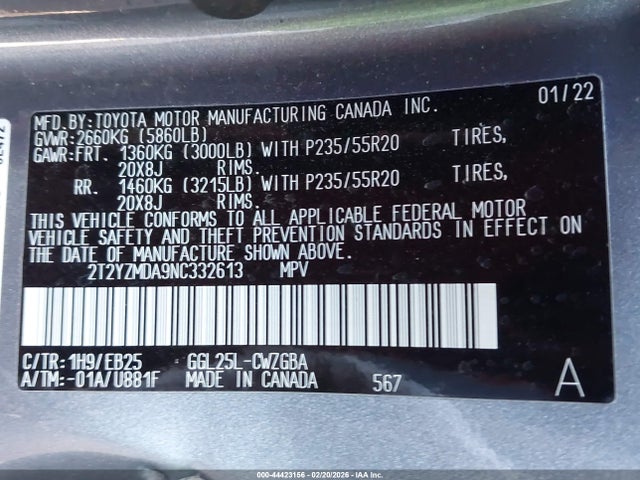 MFD.BY:TOYOTA MOTOR MANUFACTURING CANADA INC. 01/22
GVWR:2660KG (5860LB)
GAWR:FRT. 1360KG (3000LB) WITH P235/55R20 TIRES,
20X8J RIMS.
RR. 1460KG (3215LB) WITH P235/55R20 TIRES,
20X8J RIMS.
THIS VEHICLE CONFORMS TO ALL APPLICABLE FEDERAL MOTOR
VEHICLE SAFETY AND THEFT PREVENTION STANDARDS IN EFFECT ON
THE DATE OF MANUFACTURE SHOWN ABOVE.
2T2YZMDA9NC332613 MPV
C/TR:1H9/EB25 GGL25L-CWZGBA
A/TM:-01A/U881F MADE IN CANADA 567 A
000-44423156 - 02/20/2026 - IAA Inc.